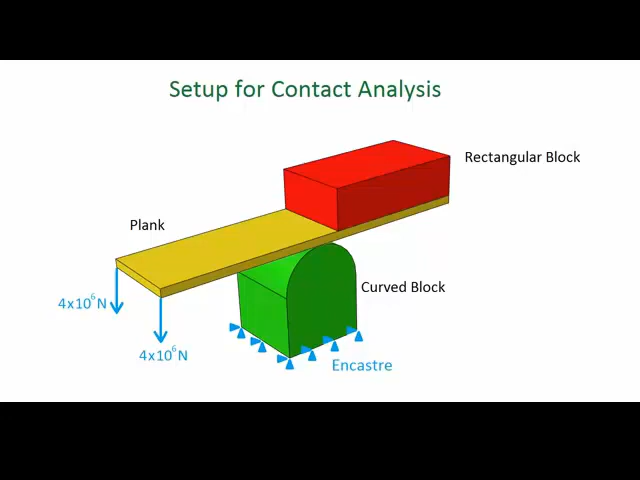 Setup for Contact Analysis
Rectangular Block
Plank
Curved Block
4x10⁶N
4x10⁶N
Encastre